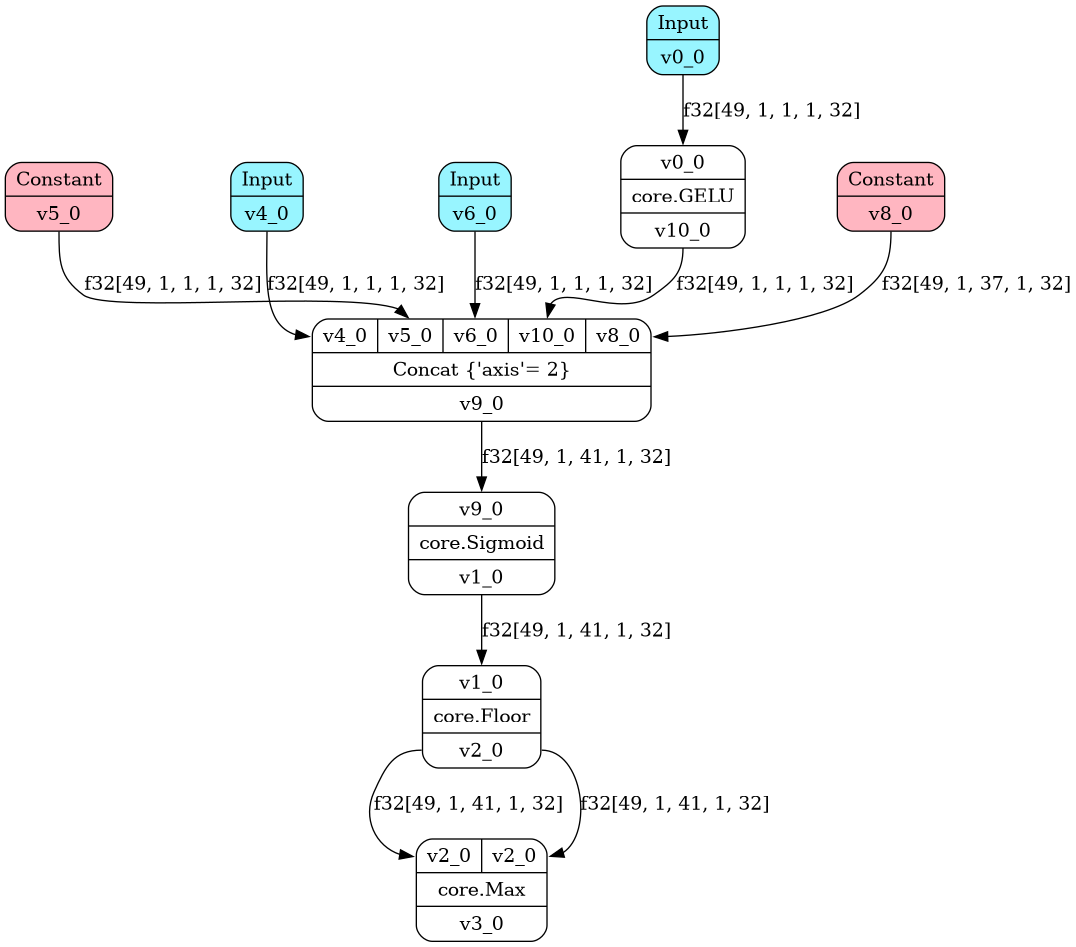 Input
v0_0
f32[49, 1, 1, 1, 32]
Constant
v5_0
Input
v4_0
Input
v6_0
v0_0
core.GELU
v10_0
Constant
v8_0
f32[49, 1, 1, 1, 32]
f32[49, 1, 1, 1, 32]
f32[49, 1, 1, 1, 32]
f32[49, 1, 1, 1, 32]
f32[49, 1, 37, 1, 32]
v4_0 v5_0 v6_0 v10_0 v8_0
Concat {'axis'= 2}
v9_0
f32[49, 1, 41, 1, 32]
v9_0
core.Sigmoid
v1_0
f32[49, 1, 41, 1, 32]
v1_0
core.Floor
v2_0
f32[49, 1, 41, 1, 32]
f32[49, 1, 41, 1, 32]
v2_0 v2_0
core.Max
v3_0